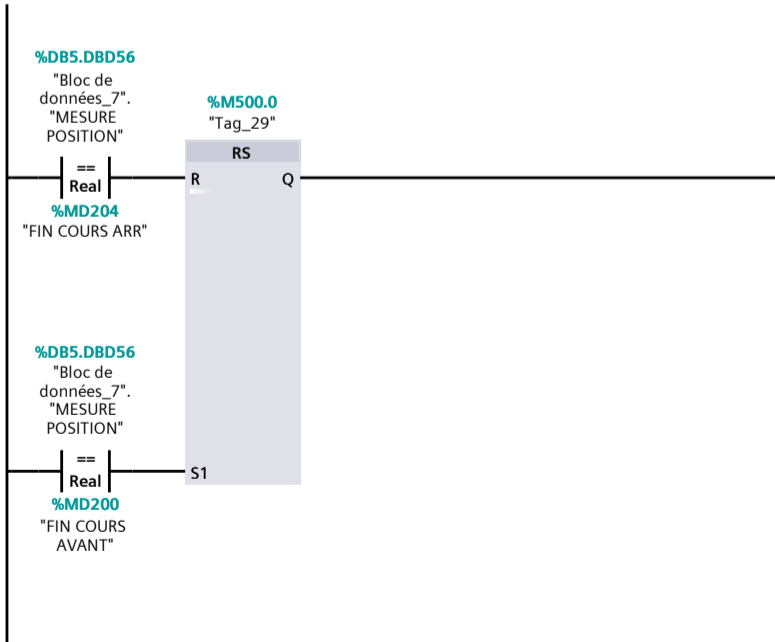 %DB5.DBD56
"Bloc de
données_7".
"MESURE
POSITION"
==
Real
%MD204
"FIN COURS ARR"
%M500.0
"Tag_29"
RS
R
Q
%DB5.DBD56
"Bloc de
données_7".
"MESURE
POSITION"
==
Real
%MD200
"FIN COURS
AVANT"
S1